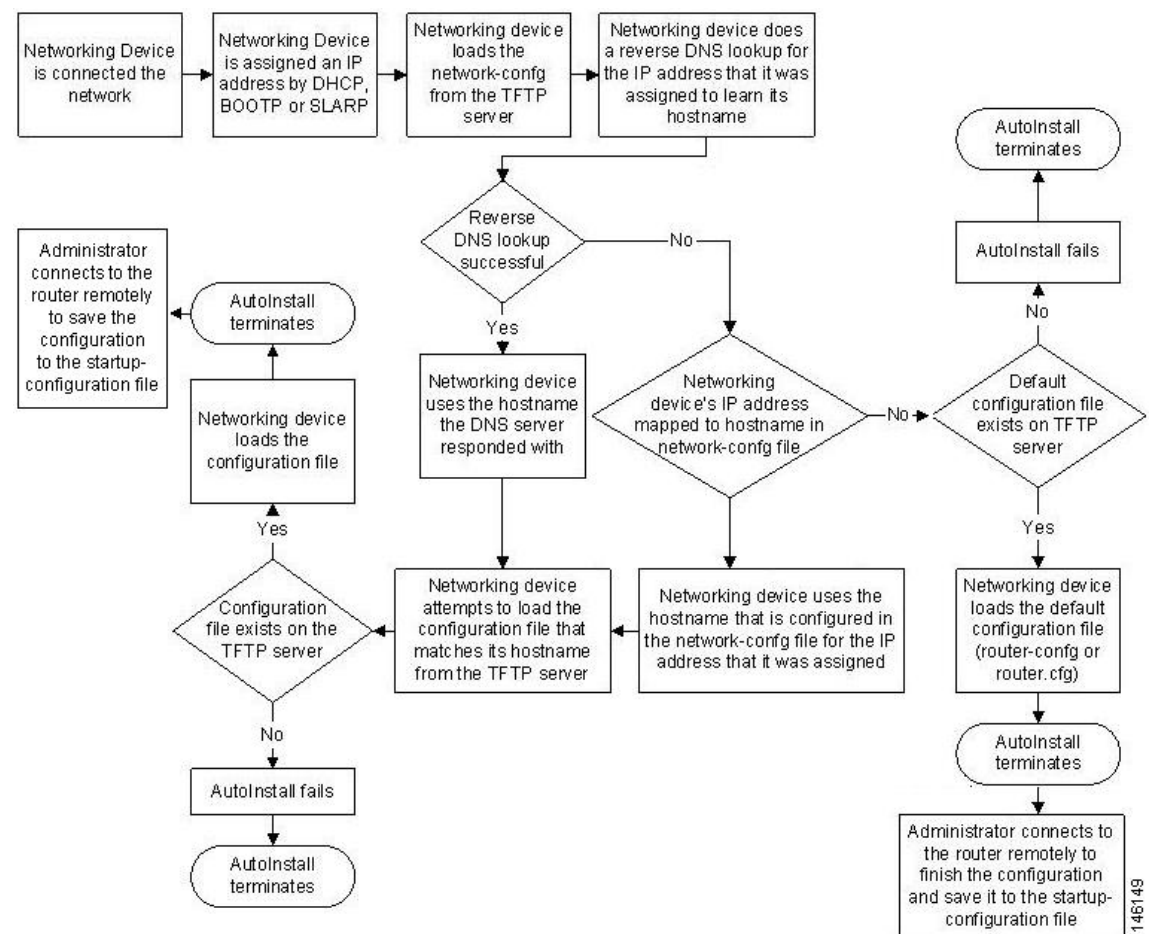 Networking Device
is connected the
network
Networking Device
is assigned an IP
address by DHCP,
BOOTP or SLARP
Networking device
loads the
network-confg
from the TFTP
server
Networking device does
a reverse DNS lookup for
the IP address that it was
assigned to learn its
hostname
AutoInstall
terminates
Reverse
DNS lookup
successful
No
AutoInstall fails
Administrator
connects to the
router remotely
to save the
configuration
to the startup-
configuration file
AutoInstall
terminates
Yes
No
Networking device
uses the hostname
the DNS server
responded with
Networking
device's IP address
mapped to hostname in
network-confg file
No
Default
configuration file
exists on TFTP
server
Networking device
loads the
configuration file
Yes
Yes
Configuration
file exists on the
TFTP server
Networking device
attempts to load the
configuration file that
matches its hostname
from the TFTP server
Networking device uses the
hostname that is configured in
the network-confg file for the IP
address that it was assigned
Networking device
loads the default
configuration file
(router-confg or
router.cfg)
No
AutoInstall
terminates
AutoInstall fails
AutoInstall
terminates
Administrator connects to
the router remotely to
finish the configuration
and save it to the startup-
configuration file
146149